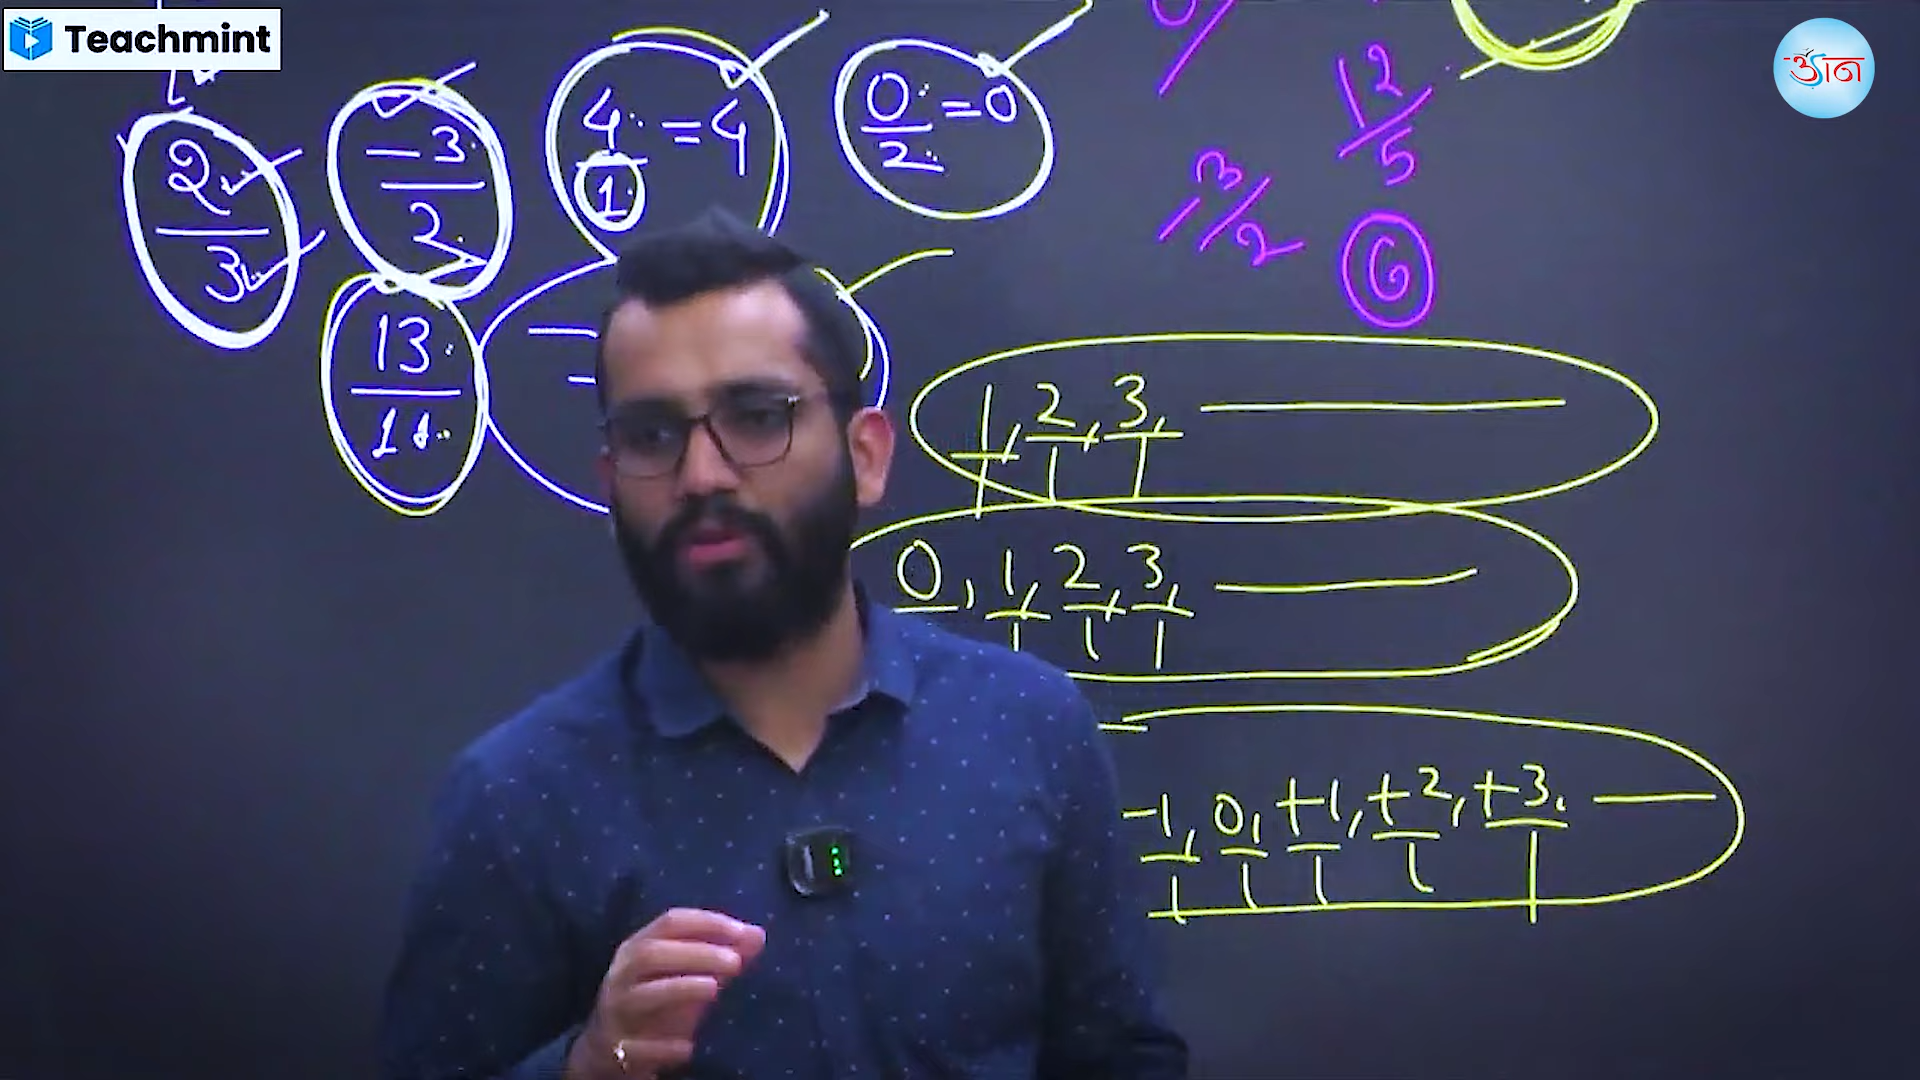 Teachmint
ज्ञान
2/3
-3/2
4/1 = 4
0/2 = 0
12/5
13/2
6
13/11
1/1, 2/1, 3/1,
0, 1/1, 2/1, 3/1,
-1/1, 0/1, +1/1, +2/1, +3/1,